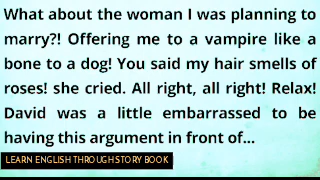 What about the woman I was planning to
marry?! Offering me to a vampire like a
bone to a dog! You said my hair smells of
roses! she cried. All right, all right! Relax!
David was a little embarrassed to be
having this argument in front of...
LEARN ENGLISH THROUGH STORY BOOK